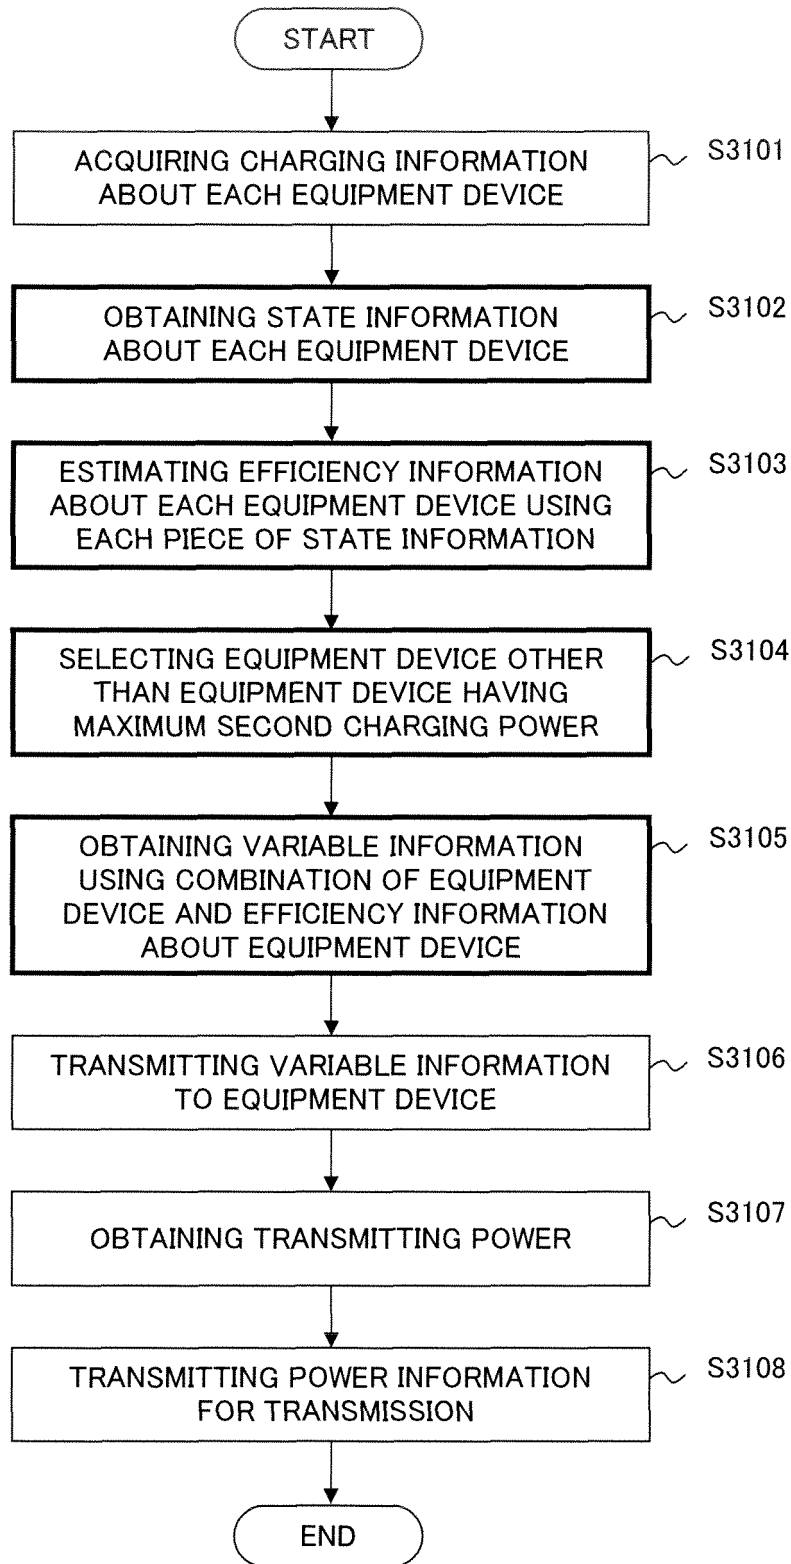 START
ACQUIRING CHARGING INFORMATION
ABOUT EACH EQUIPMENT DEVICE
S3101
OBTAINING STATE INFORMATION
ABOUT EACH EQUIPMENT DEVICE
S3102
ESTIMATING EFFICIENCY INFORMATION
ABOUT EACH EQUIPMENT DEVICE USING
EACH PIECE OF STATE INFORMATION
S3103
SELECTING EQUIPMENT DEVICE OTHER
THAN EQUIPMENT DEVICE HAVING
MAXIMUM SECOND CHARGING POWER
S3104
OBTAINING VARIABLE INFORMATION
USING COMBINATION OF EQUIPMENT
DEVICE AND EFFICIENCY INFORMATION
ABOUT EQUIPMENT DEVICE
S3105
TRANSMITTING VARIABLE INFORMATION
TO EQUIPMENT DEVICE
S3106
OBTAINING TRANSMITTING POWER
S3107
TRANSMITTING POWER INFORMATION
FOR TRANSMISSION
S3108
END